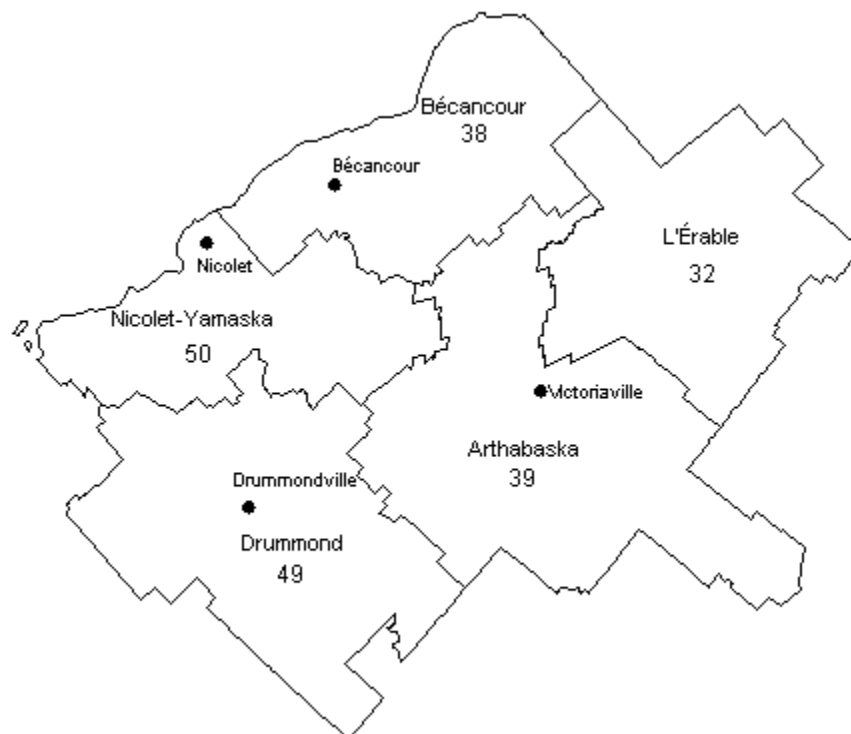 Bécancour
38
Bécancour
L'Érable
32
Nicolet
Nicolet-Yamaska
50
Victoriaville
Arthabaska
39
Drummondville
Drummond
49